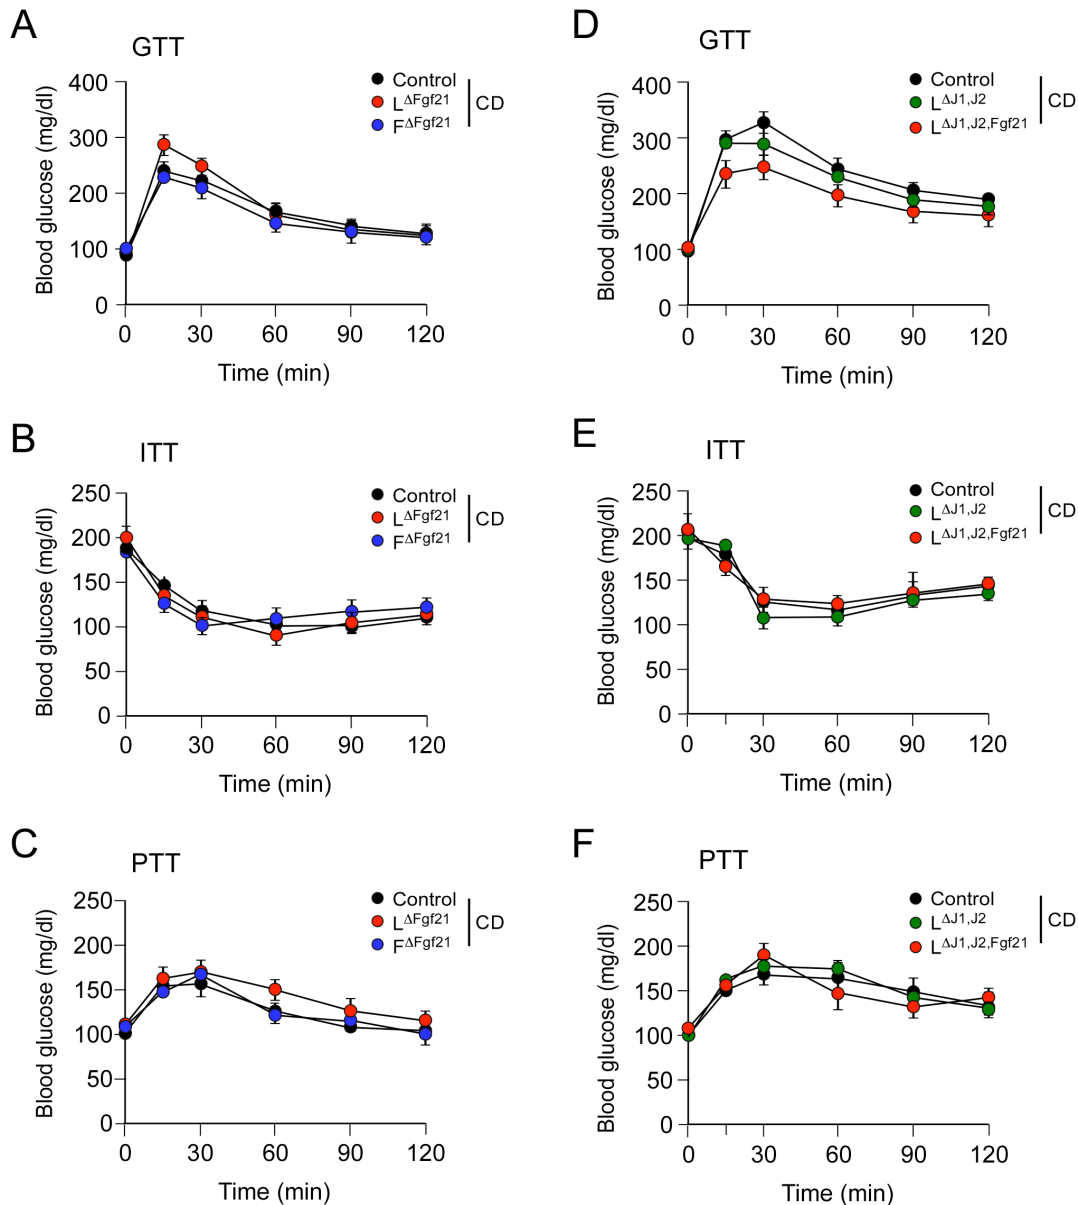 A
GTT
Blood glucose (mg/dl)
400
300
200
100
0
0 30 60 90 120
Time (min)
Control
LΔFgf21
FΔFgf21
CD
B
ITT
Blood glucose (mg/dl)
250
200
150
100
50
0
0 30 60 90 120
Time (min)
Control
LΔFgf21
FΔFgf21
CD
C
PTT
Blood glucose (mg/dl)
250
200
150
100
50
0
0 30 60 90 120
Time (min)
Control
LΔFgf21
FΔFgf21
CD
D
GTT
Blood glucose (mg/dl)
400
300
200
100
0
0 30 60 90 120
Time (min)
Control
LΔJ1,J2
LΔJ1,J2,Fgf21
CD
E
ITT
Blood glucose (mg/dl)
250
200
150
100
50
0
0 30 60 90 120
Time (min)
Control
LΔJ1,J2
LΔJ1,J2,Fgf21
CD
F
PTT
Blood glucose (mg/dl)
250
200
150
100
50
0
0 30 60 90 120
Time (min)
Control
LΔJ1,J2
LΔJ1,J2,Fgf21
CD